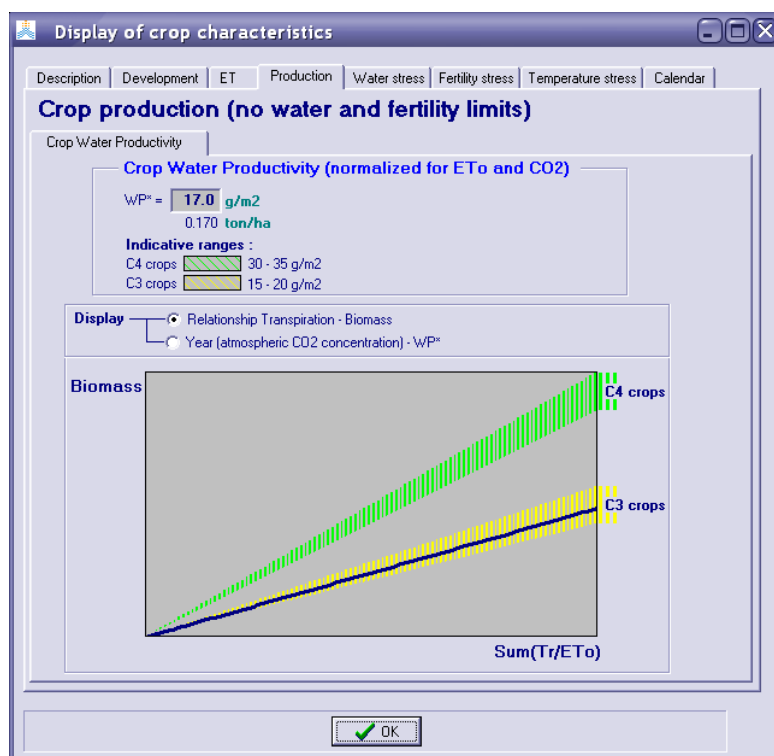 Display of crop characteristics
Description Development ET Production Water stress Fertility stress Temperature stress Calendar
Crop production (no water and fertility limits)
Crop Water Productivity
Crop Water Productivity (normalized for ETo and CO2)
WP* = 17.0 g/m2
0.170 ton/ha
Indicative ranges :
C4 crops 30 - 35 g/m2
C3 crops 15 - 20 g/m2
Display Relationship Transpiration - Biomass
Year (atmospheric CO2 concentration) - WP*
Biomass
C4 crops
C3 crops
Sum(Tr/ETo)
OK